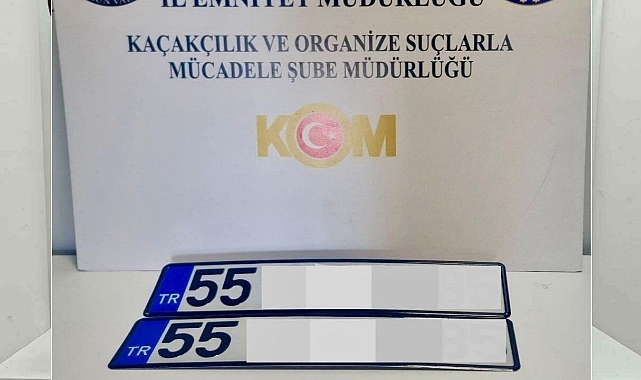 İL EMNİYET MÜDÜRLÜĞÜ
KAÇAKÇILIK VE ORGANİZE SUÇLARLA
MÜCADELE ŞUBE MÜDÜRLÜĞÜ
KOM
TR 55
TR 55